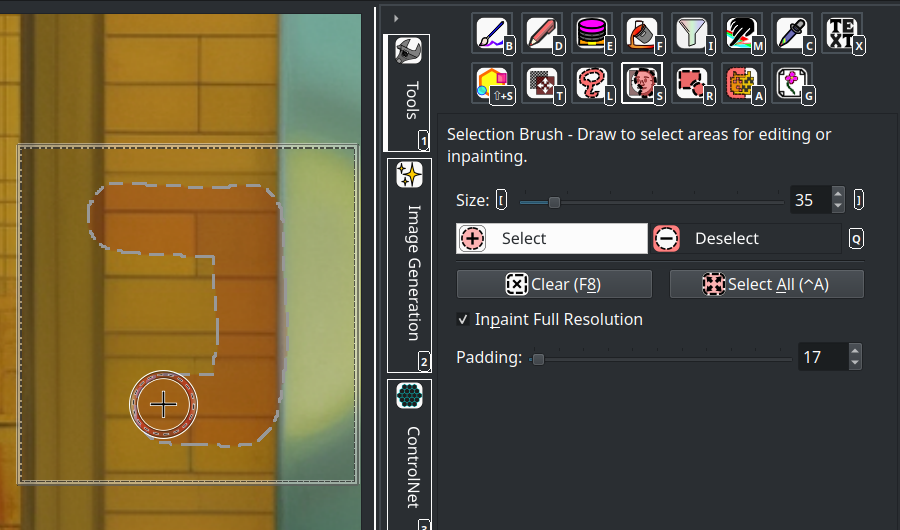 B
D
E
F
I
M
C
TEXT
X
⇧+S
T
L
S
R
A
G
Tools
1
Selection Brush - Draw to select areas for editing or
inpainting.
Size: [ 35 ]
Select
Deselect
Q
Clear (F8)
Select All (^A)
Inpaint Full Resolution
Image Generation
2
Padding: 17
ControlNet